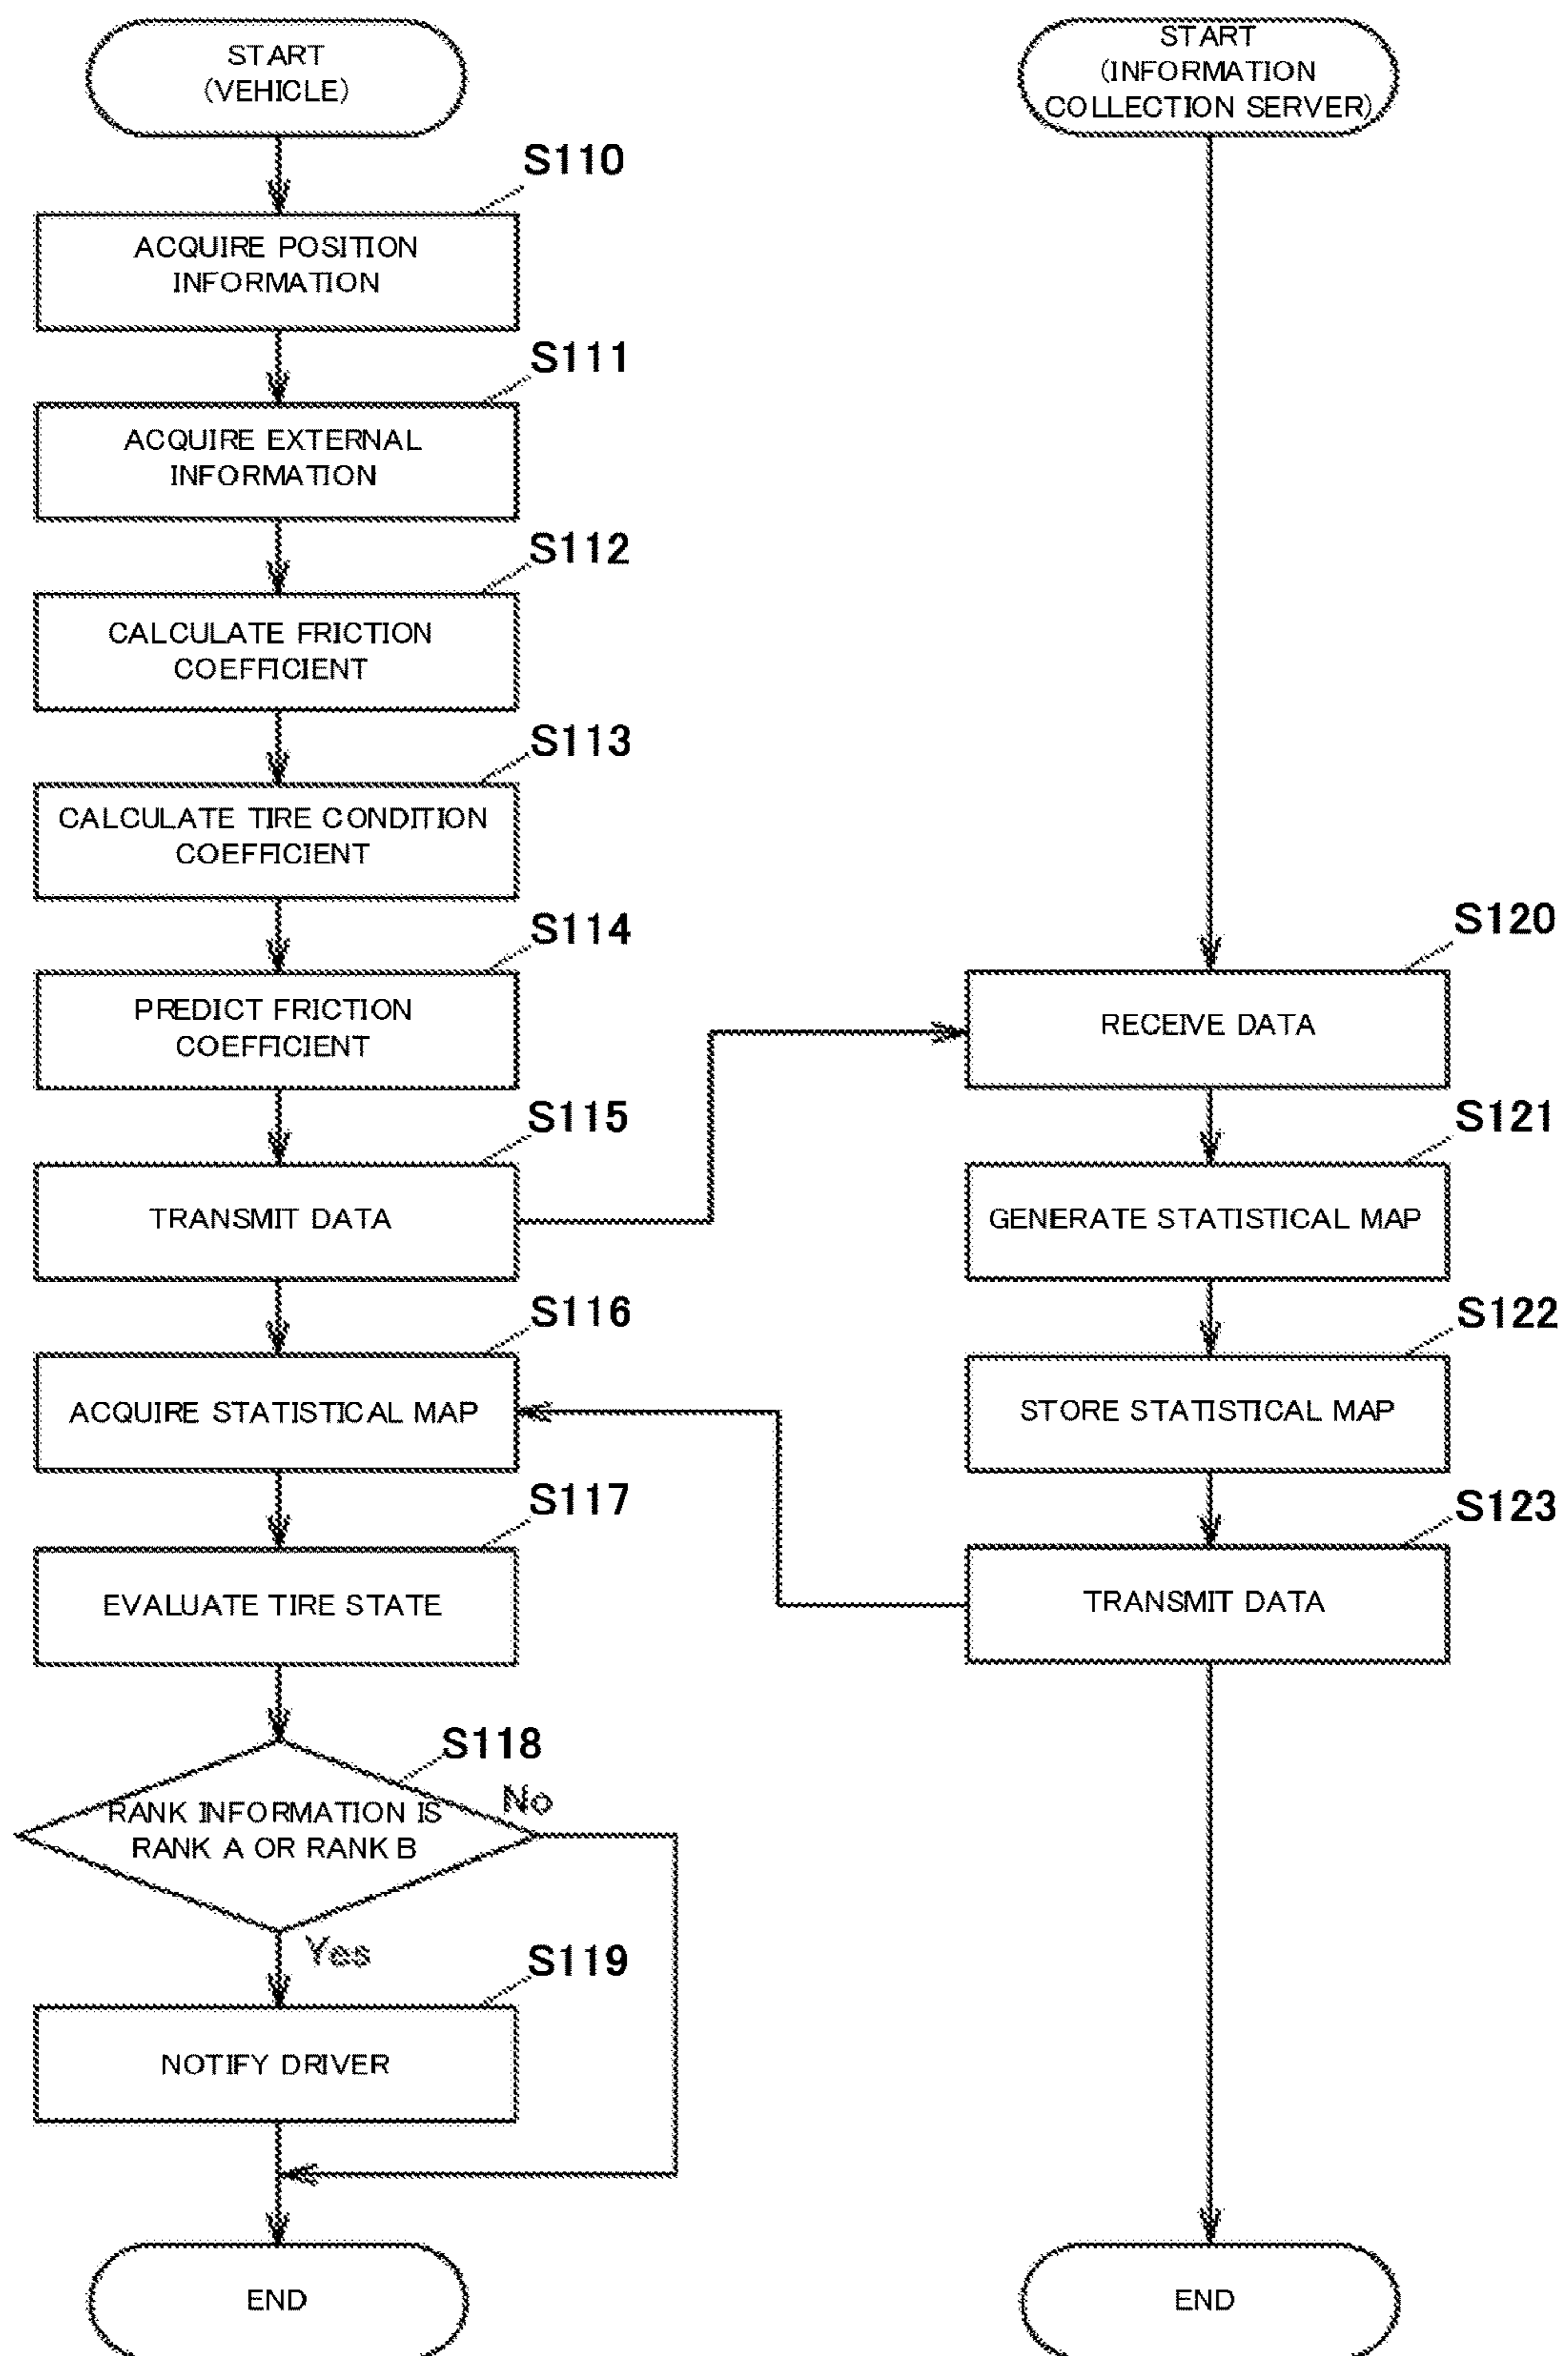 START
(VEHICLE)
S110
ACQUIRE POSITION
INFORMATION
S111
ACQUIRE EXTERNAL
INFORMATION
S112
CALCULATE FRICTION
COEFFICIENT
S113
CALCULATE TIRE CONDITION
COEFFICIENT
S114
PREDICT FRICTION
COEFFICIENT
S115
TRANSMIT DATA
S116
ACQUIRE STATISTICAL MAP
S117
EVALUATE TIRE STATE
S118
RANK INFORMATION IS
RANK A OR RANK B
No
Yes
S119
NOTIFY DRIVER
END
START
(INFORMATION
COLLECTION SERVER)
S120
RECEIVE DATA
S121
GENERATE STATISTICAL MAP
S122
STORE STATISTICAL MAP
S123
TRANSMIT DATA
END